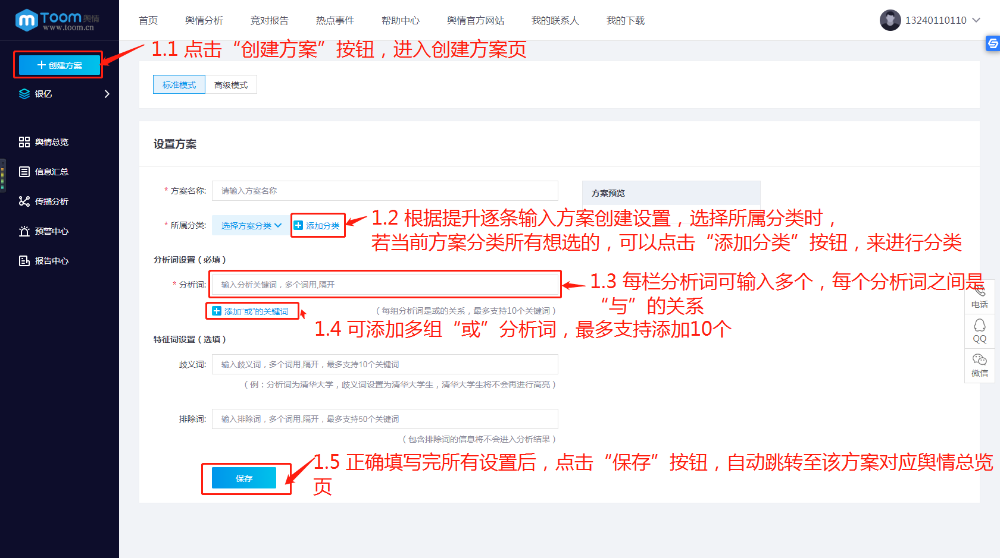 Toom舆情
www.toom.cn
首页
舆情分析
竞对报告
热点事件
帮助中心
舆情官方网站
我的联系人
我的下载
13240110110
1.1 点击“创建方案”按钮，进入创建方案页
创建方案
银亿
标准模式
高级模式
舆情总览
信息汇总
传播分析
预警中心
报告中心
设置方案
* 方案名称:
请输入方案名称
方案预览
* 所属分类:
选择方案分类
添加分类
1.2 根据提升逐条输入方案创建设置，选择所属分类时，
若当前方案分类所有想选的，可以点击“添加分类”按钮，来进行分类
分析词设置（必填）
* 分析词:
输入分析关键词，多个词用,隔开
1.3 每栏分析词可输入多个，每个分析词之间是
“与”的关系
添加“或”的关键词
（每组分析词是或的关系，最多支持10个关键词）
1.4 可添加多组“或”分析词，最多支持添加10个
特征词设置（选填）
歧义词:
输入歧义词，多个词用,隔开，最多支持10个关键词
（例：分析词为清华大学，歧义词设置为清华大学生，清华大学生将不会再进行高亮）
排除词:
输入排除词，多个词用,隔开，最多支持50个关键词
（包含排除词的信息将不会进入分析结果）
1.5 正确填写完所有设置后，点击“保存”按钮，自动跳转至该方案对应舆情总览
页
保存
电话
QQ
微信